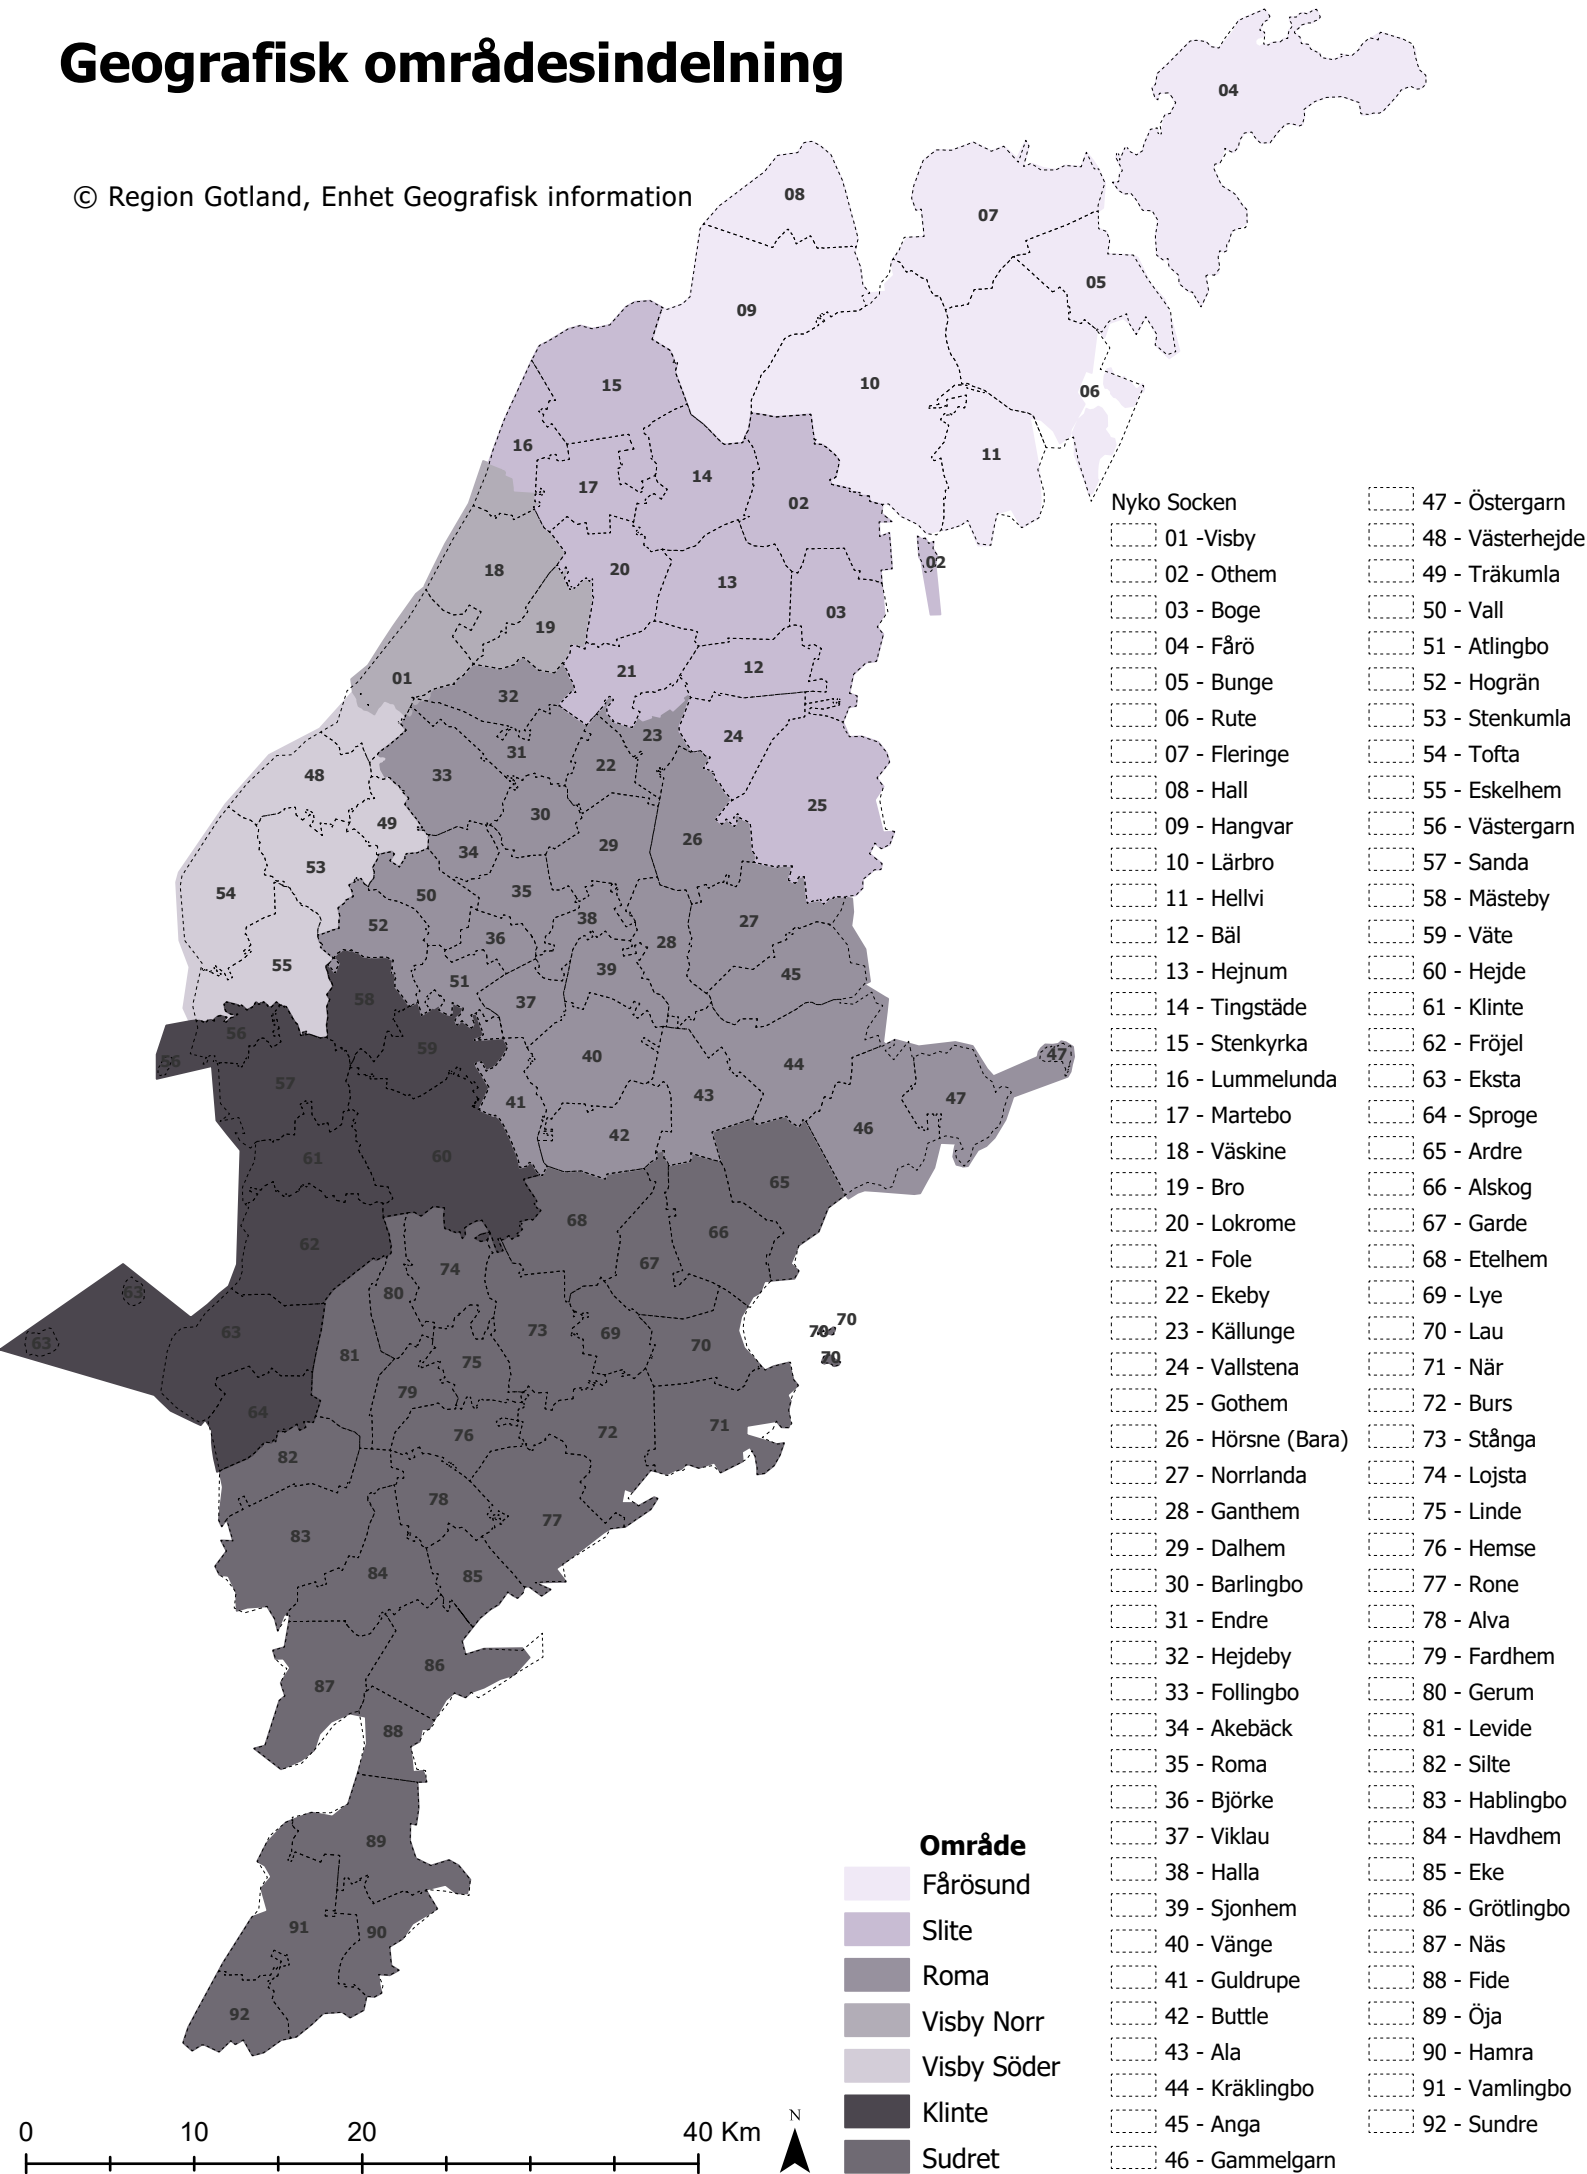 Geografisk områdesindelning
© Region Gotland, Enhet Geografisk information
04
08
07
05
09
10
06
15
11
16
14
17
02
02
20
18
13
03
19
12
21
01
32
23
24
31
22
48
33
25
30
49
26
29
34
53
35
50
54
38
27
52
36
28
55
39
45
51
58
37
56
59
40
47
56
44
57
43
47
41
46
42
60
61
65
68
66
62
67
74
80
63
70
73
70
63
69
63
70
81
70
75
79
64
71
72
76
82
78
77
83
84
85
86
87
88
89
91
90
92
Nyko Socken
01 -Visby
02 - Othem
03 - Boge
04 - Fårö
05 - Bunge
06 - Rute
07 - Fleringe
08 - Hall
09 - Hangvar
10 - Lärbro
11 - Hellvi
12 - Bäl
13 - Hejnum
14 - Tingstäde
15 - Stenkyrka
16 - Lummelunda
17 - Martebo
18 - Väskine
19 - Bro
20 - Lokrome
21 - Fole
22 - Ekeby
23 - Källunge
24 - Vallstena
25 - Gothem
26 - Hörsne (Bara)
27 - Norrlanda
28 - Ganthem
29 - Dalhem
30 - Barlingbo
31 - Endre
32 - Hejdeby
33 - Follingbo
34 - Akebäck
35 - Roma
36 - Björke
37 - Viklau
38 - Halla
39 - Sjonhem
40 - Vänge
41 - Guldrupe
42 - Buttle
43 - Ala
44 - Kräklingbo
45 - Anga
46 - Gammelgarn
47 - Östergarn
48 - Västerhejde
49 - Träkumla
50 - Vall
51 - Atlingbo
52 - Hogrän
53 - Stenkumla
54 - Tofta
55 - Eskelhem
56 - Västergarn
57 - Sanda
58 - Mästeby
59 - Väte
60 - Hejde
61 - Klinte
62 - Fröjel
63 - Eksta
64 - Sproge
65 - Ardre
66 - Alskog
67 - Garde
68 - Etelhem
69 - Lye
70 - Lau
71 - När
72 - Burs
73 - Stånga
74 - Lojsta
75 - Linde
76 - Hemse
77 - Rone
78 - Alva
79 - Fardhem
80 - Gerum
81 - Levide
82 - Silte
83 - Hablingbo
84 - Havdhem
85 - Eke
86 - Grötlingbo
87 - Näs
88 - Fide
89 - Öja
90 - Hamra
91 - Vamlingbo
92 - Sundre
Område
Fårösund
Slite
Roma
Visby Norr
Visby Söder
Klinte
Sudret
0 10 20 40 Km
N